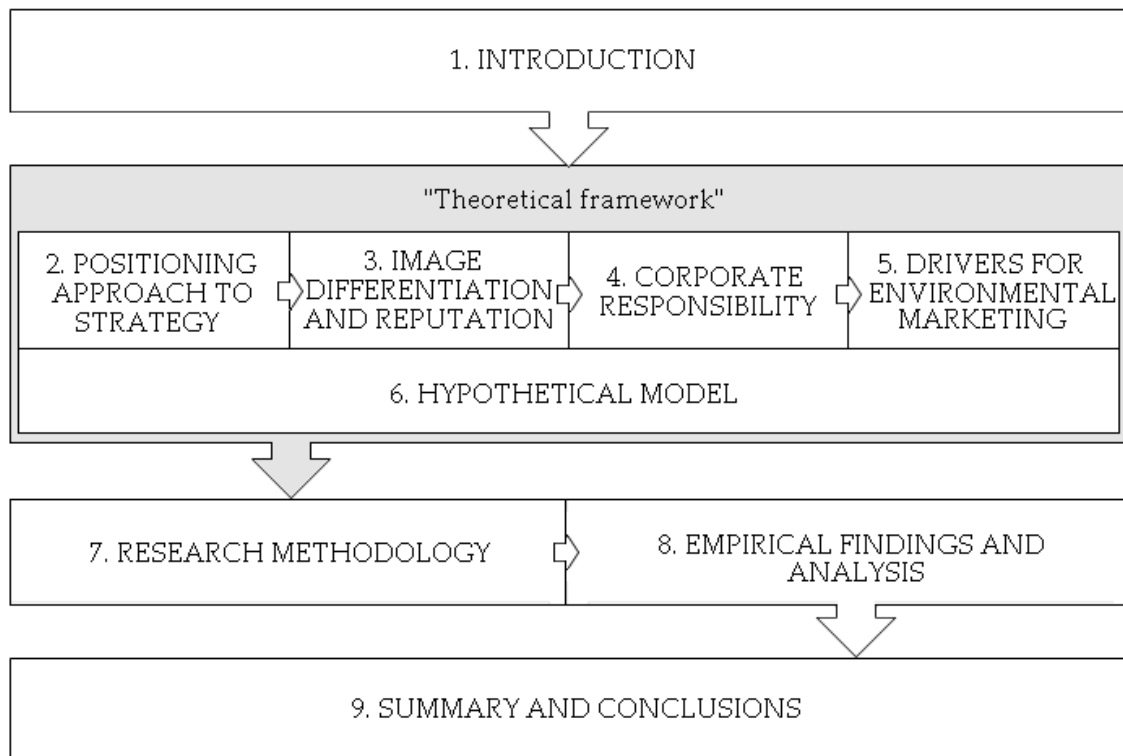 1. INTRODUCTION
"Theoretical framework"
2. POSITIONING
APPROACH TO
STRATEGY
3. IMAGE
DIFFERENTIATION
AND REPUTATION
4. CORPORATE
RESPONSIBILITY
5. DRIVERS FOR
ENVIRONMENTAL
MARKETING
6. HYPOTHETICAL MODEL
7. RESEARCH METHODOLOGY
8. EMPIRICAL FINDINGS AND
ANALYSIS
9. SUMMARY AND CONCLUSIONS